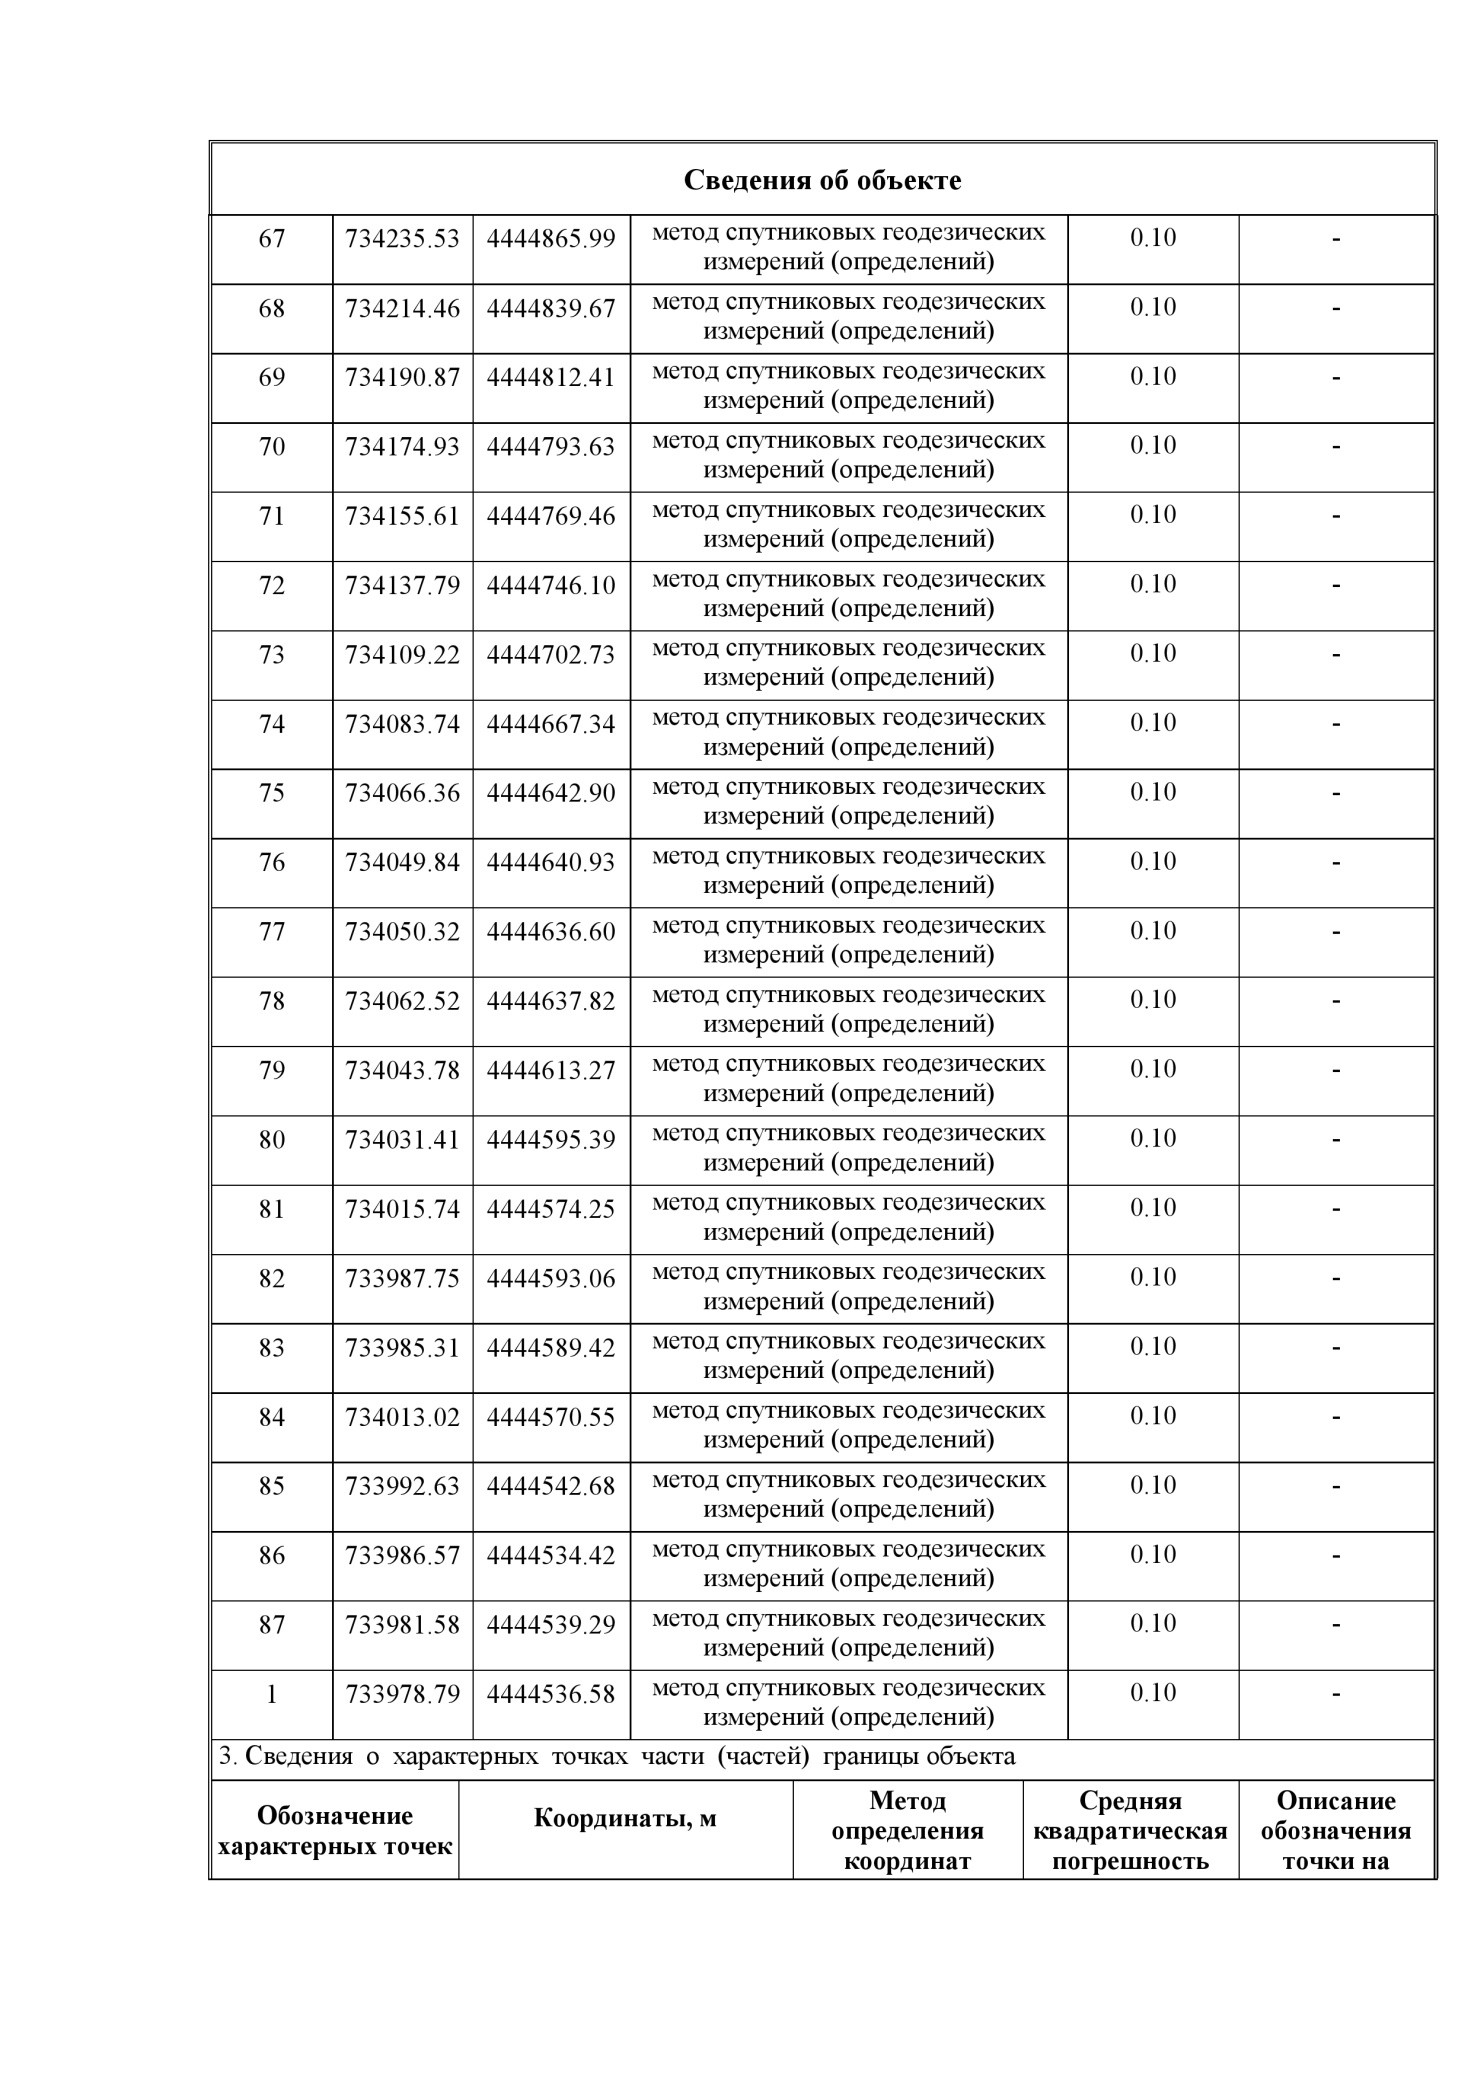 Сведения об объекте
67 734235.53 4444865.99 метод спутниковых геодезических измерений (определений) 0.10 -
68 734214.46 4444839.67 метод спутниковых геодезических измерений (определений) 0.10 -
69 734190.87 4444812.41 метод спутниковых геодезических измерений (определений) 0.10 -
70 734174.93 4444793.63 метод спутниковых геодезических измерений (определений) 0.10 -
71 734155.61 4444769.46 метод спутниковых геодезических измерений (определений) 0.10 -
72 734137.79 4444746.10 метод спутниковых геодезических измерений (определений) 0.10 -
73 734109.22 4444702.73 метод спутниковых геодезических измерений (определений) 0.10 -
74 734083.74 4444667.34 метод спутниковых геодезических измерений (определений) 0.10 -
75 734066.36 4444642.90 метод спутниковых геодезических измерений (определений) 0.10 -
76 734049.84 4444640.93 метод спутниковых геодезических измерений (определений) 0.10 -
77 734050.32 4444636.60 метод спутниковых геодезических измерений (определений) 0.10 -
78 734062.52 4444637.82 метод спутниковых геодезических измерений (определений) 0.10 -
79 734043.78 4444613.27 метод спутниковых геодезических измерений (определений) 0.10 -
80 734031.41 4444595.39 метод спутниковых геодезических измерений (определений) 0.10 -
81 734015.74 4444574.25 метод спутниковых геодезических измерений (определений) 0.10 -
82 733987.75 4444593.06 метод спутниковых геодезических измерений (определений) 0.10 -
83 733985.31 4444589.42 метод спутниковых геодезических измерений (определений) 0.10 -
84 734013.02 4444570.55 метод спутниковых геодезических измерений (определений) 0.10 -
85 733992.63 4444542.68 метод спутниковых геодезических измерений (определений) 0.10 -
86 733986.57 4444534.42 метод спутниковых геодезических измерений (определений) 0.10 -
87 733981.58 4444539.29 метод спутниковых геодезических измерений (определений) 0.10 -
1 733978.79 4444536.58 метод спутниковых геодезических измерений (определений) 0.10 -
3. Сведения о характерных точках части (частей) границы объекта
Обозначение
характерных точек
Координаты, м
Метод
определения
координат
Средняя
квадратическая
погрешность
Описание
обозначения
точки на